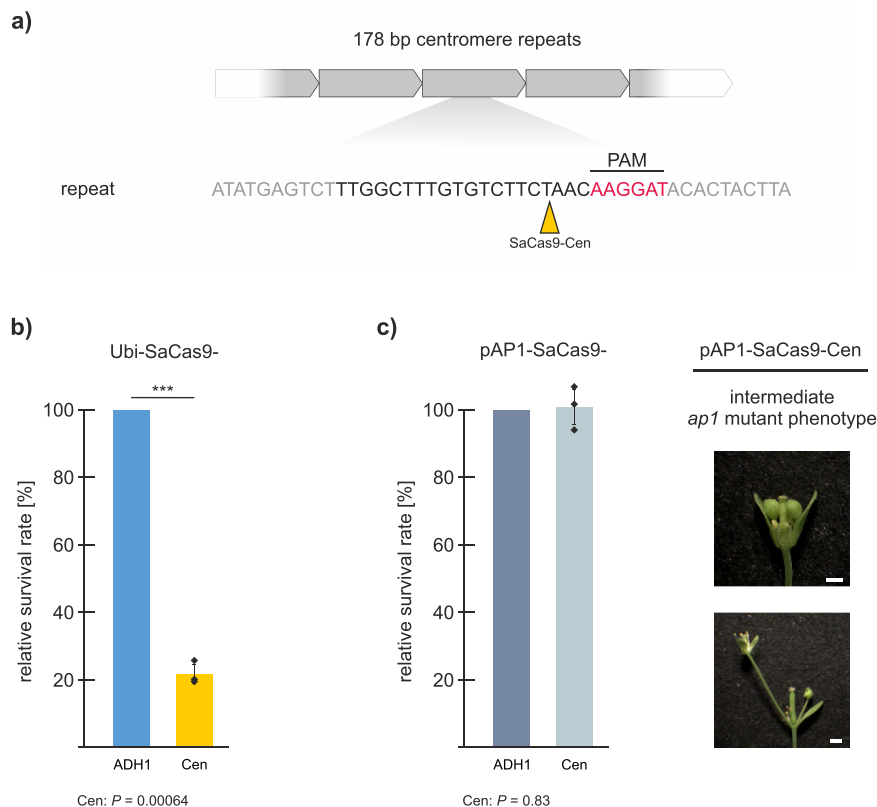 a)
178 bp centromere repeats
PAM
repeat
ATATGAGTCTTTGGCTTTGTGTCTTCTAACAAGGATACACTACTTA
SaCas9-Cen
b)
Ubi-SaCas9-
***
relative survival rate [%]
100
80
60
40
20
ADH1 Cen
Cen: P = 0.00064
c)
pAP1-SaCas9-
relative survival rate [%]
100
80
60
40
20
ADH1 Cen
Cen: P = 0.83
pAP1-SaCas9-Cen
intermediate
ap1 mutant phenotype